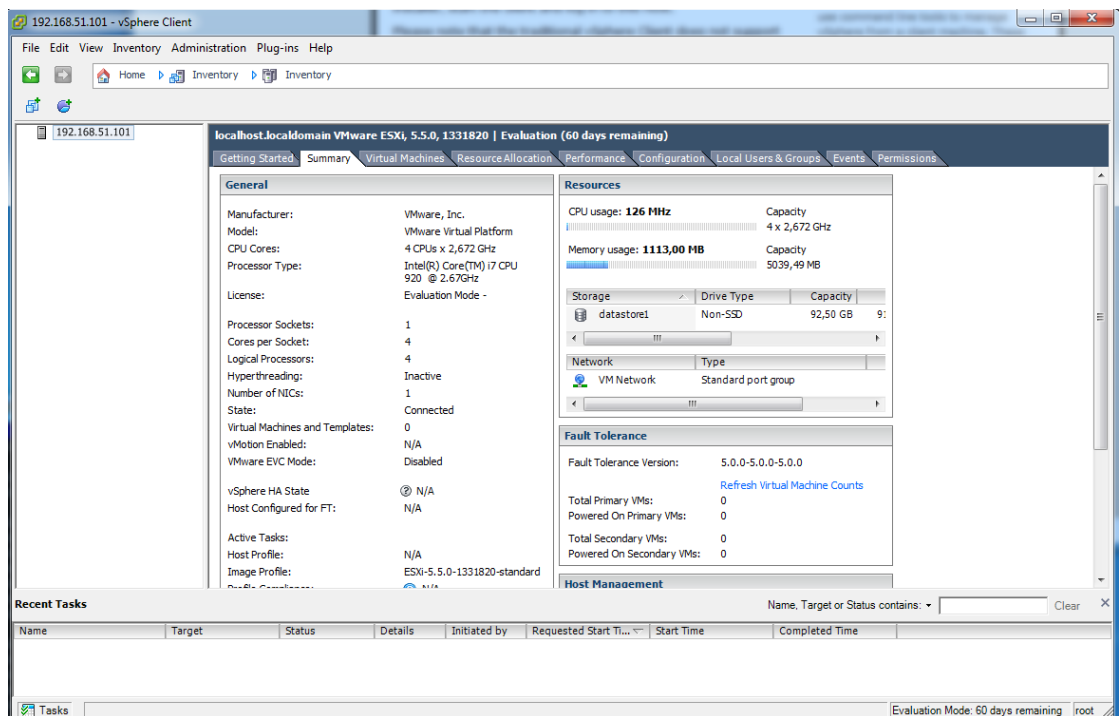 192.168.51.101 - vSphere Client
File Edit View Inventory Administration Plug-ins Help
Home Inventory Inventory
192.168.51.101
localhost.localdomain VMware ESXi, 5.5.0, 1331820 | Evaluation (60 days remaining)
Getting Started Summary Virtual Machines Resource Allocation Performance Configuration Local Users & Groups Events Permissions
General
Manufacturer: VMware, Inc.
Model: VMware Virtual Platform
CPU Cores: 4 CPUs x 2,672 GHz
Processor Type: Intel(R) Core(TM) i7 CPU
920 @ 2.67GHz
License: Evaluation Mode -
Processor Sockets: 1
Cores per Socket: 4
Logical Processors: 4
Hyperthreading: Inactive
Number of NICs: 1
State: Connected
Virtual Machines and Templates: 0
vMotion Enabled: N/A
VMware EVC Mode: Disabled
vSphere HA State N/A
Host Configured for FT: N/A
Active Tasks:
Host Profile: N/A
Image Profile: ESXi-5.5.0-1331820-standard
Profile Compliance: N/A
Resources
CPU usage: 126 MHz Capacity
4 x 2,672 GHz
Memory usage: 1113,00 MB Capacity
5039,49 MB
Storage Drive Type Capacity
datastore1 Non-SSD 92,50 GB
Network Type
VM Network Standard port group
Fault Tolerance
Fault Tolerance Version: 5.0.0-5.0.0-5.0.0
Refresh Virtual Machine Counts
Total Primary VMs: 0
Powered On Primary VMs: 0
Total Secondary VMs: 0
Powered On Secondary VMs: 0
Host Management
Recent Tasks Name, Target or Status contains: Clear
Name Target Status Details Initiated by Requested Start Ti... Start Time Completed Time
Tasks Evaluation Mode: 60 days remaining root